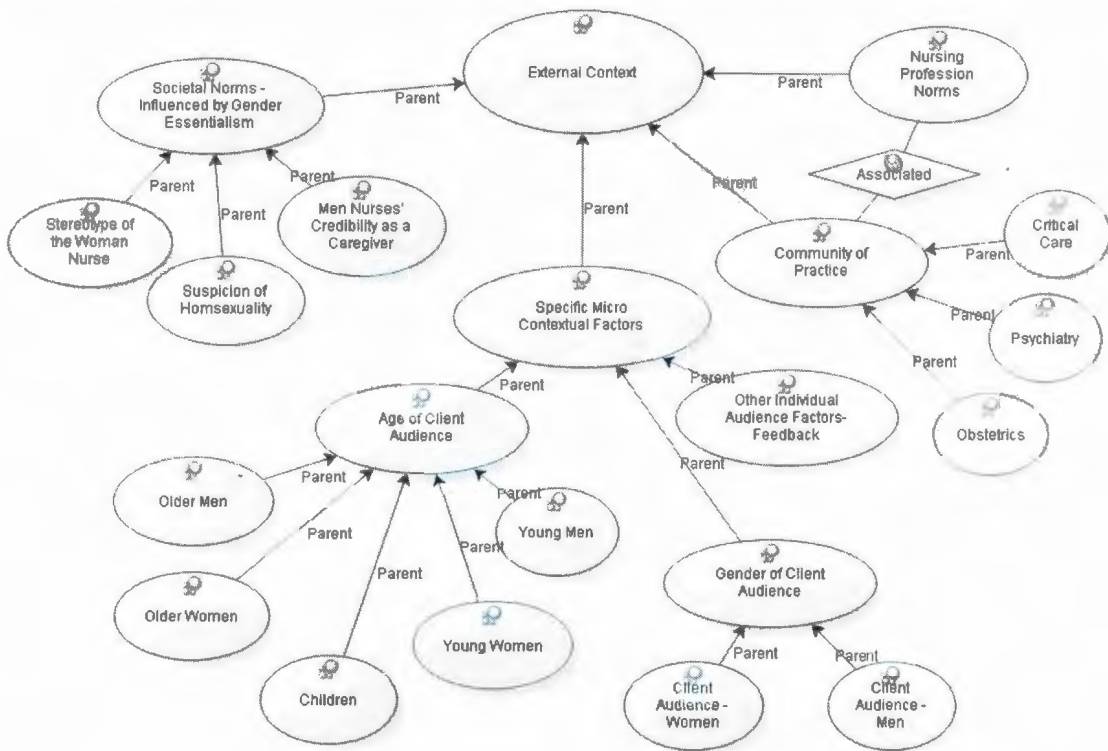 External Context
Nursing
Profession
Norms
Societal Norms -
Influenced by Gender
Essentialism
Parent
Parent
Associated
Parent
Parent
Parent
Parent
Parent
Parent
Stereotype of
the Woman
Nurse
Men Nurses'
Credibility as a
Caregiver
Suspicion of
Homsexuality
Community of
Practice
Critical
Care
Parent
Specific Micro
Contextual Factors
Parent
Psychiatry
Parent
Parent
Parent
Other Individual
Audience Factors-
Feedback
Obstetrics
Age of Client
Audience
Parent
Older Men
Parent
Parent
Young Men
Parent
Parent
Parent
Older Women
Young Women
Children
Gender of Client
Audience
Parent
Parent
Client
Audience -
Women
Client
Audience -
Men